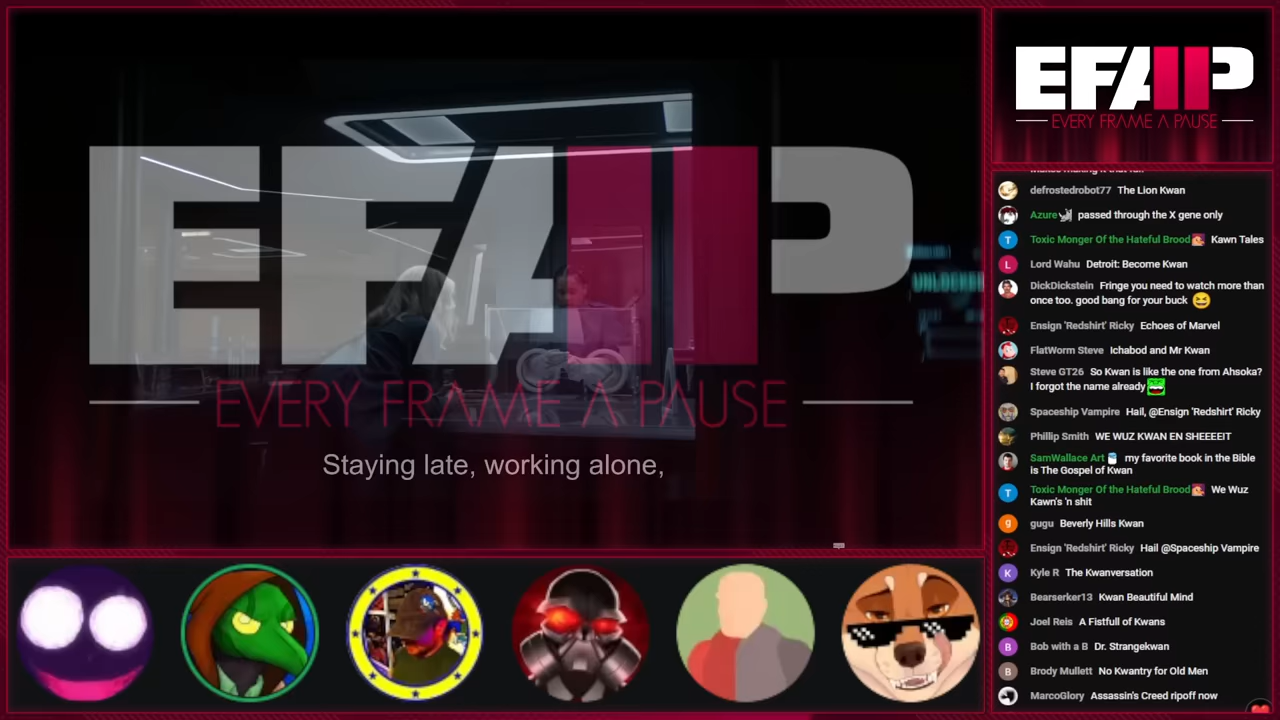 EFAP
EVERY FRAME A PAUSE
Staying late, working alone,
EFAP
EVERY FRAME A PAUSE
defrostedrobot77 The Lion Kwan
Azure passed through the X gene only
Toxic Monger Of the Hateful Brood Kawn Tales
L Lord Wahu Detroit: Become Kwan
DickDickstein Fringe you need to watch more than
once too. good bang for your buck
Ensign 'Redshirt' Ricky Echoes of Marvel
FlatWorm Steve Ichabod and Mr Kwan
Steve GT26 So Kwan is like the one from Ahsoka?
I forgot the name already
Spaceship Vampire Hail, @Ensign 'Redshirt' Ricky
Phillip Smith WE WUZ KWAN EN SHEEEEIT
SamWallace Art my favorite book in the Bible
is The Gospel of Kwan
T Toxic Monger Of the Hateful Brood We Wuz
Kawn's 'n shit
g gugu Beverly Hills Kwan
Ensign 'Redshirt' Ricky Hail @Spaceship Vampire
K Kyle R The Kwanversation
Bearserker13 Kwan Beautiful Mind
Joel Reis A Fistfull of Kwans
B Bob with a B Dr. Strangekwan
B Brody Mullett No Kwantry for Old Men
MarcoGlory Assassin's Creed ripoff now